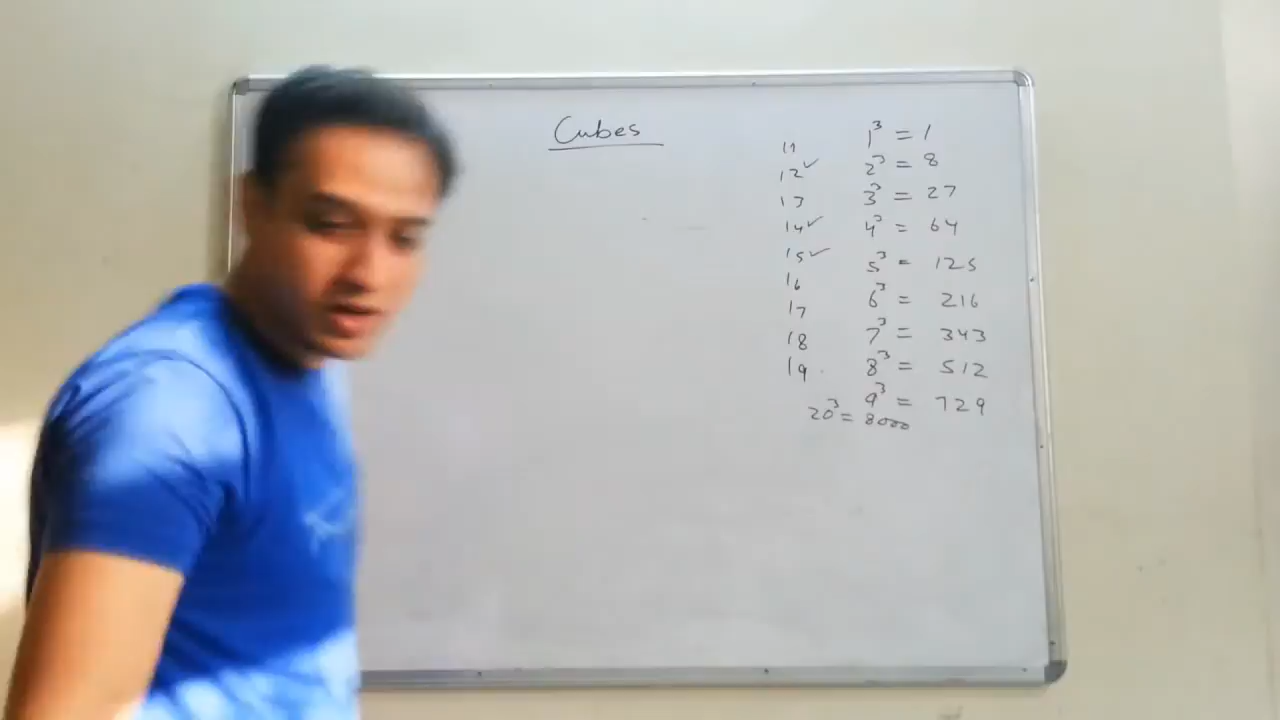 Cubes
11
12 ✓
13
14 ✓
15 ✓
16
17
18
19
1³ = 1
2³ = 8
3³ = 27
4³ = 64
5³ = 125
6³ = 216
7³ = 343
8³ = 512
9³ = 729
20³ = 8000